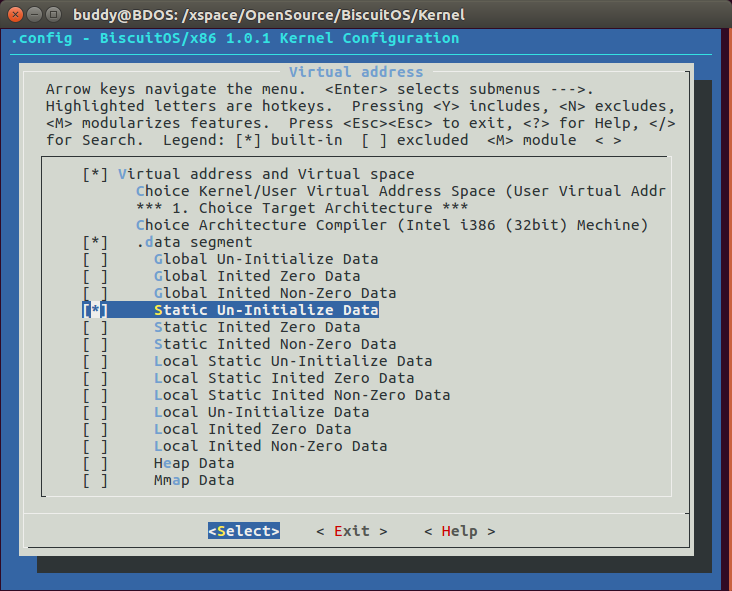 buddy@BDOS: /xspace/OpenSource/BiscuitOS/Kernel
.config - BiscuitOS/x86 1.0.1 Kernel Configuration
Virtual address
Arrow keys navigate the menu.  <Enter> selects submenus --->.
Highlighted letters are hotkeys.  Pressing <Y> includes, <N> excludes,
<M> modularizes features.  Press <Esc><Esc> to exit, <?> for Help, </>
for Search.  Legend: [*] built-in  [ ] excluded  <M> module  < >
[*] Virtual address and Virtual space
Choice Kernel/User Virtual Address Space (User Virtual Addr
*** 1. Choice Target Architecture ***
Choice Architecture Compiler (Intel i386 (32bit) Mechine)
[*]   .data segment
[ ]     Global Un-Initialize Data
[ ]     Global Inited Zero Data
[ ]     Global Inited Non-Zero Data
[*]     Static Un-Initialize Data
[ ]     Static Inited Zero Data
[ ]     Static Inited Non-Zero Data
[ ]     Local Static Un-Initialize Data
[ ]     Local Static Inited Zero Data
[ ]     Local Static Inited Non-Zero Data
[ ]     Local Un-Initialize Data
[ ]     Local Inited Zero Data
[ ]     Local Inited Non-Zero Data
[ ]     Heap Data
[ ]     Mmap Data
<Select>    < Exit >    < Help >